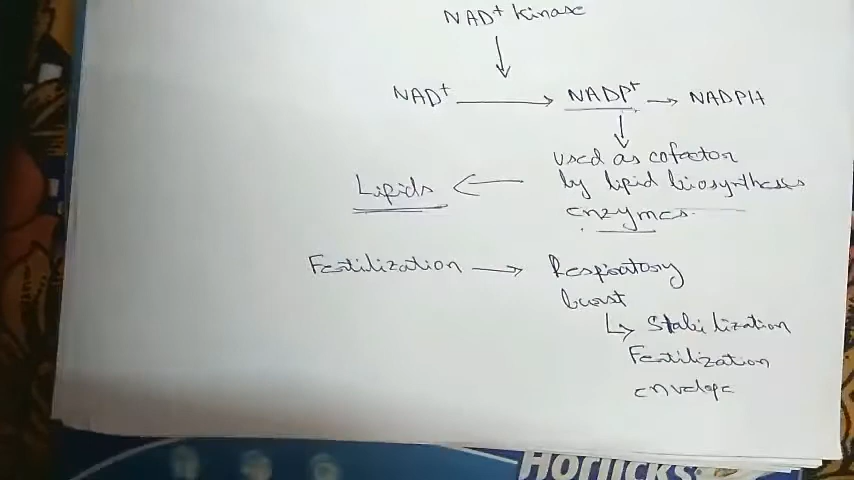 NAD+ kinase
NAD+ → NADP+ → NADPH
used as cofactor
Lipids ← by lipid biosyntheses
enzymes.
Fertilization → Respiratory
burst
↳ Stabilization
Fertilization
envelope
HORLICKS